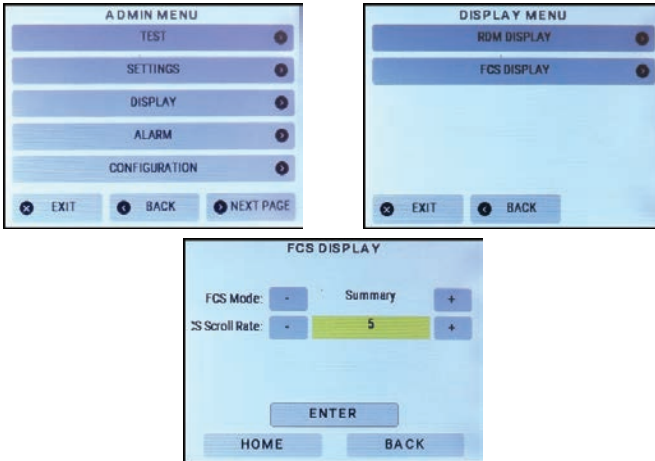 ADMIN MENU
TEST
SETTINGS
DISPLAY
ALARM
CONFIGURATION
EXIT BACK NEXT PAGE
DISPLAY MENU
RDM DISPLAY
FCS DISPLAY
EXIT BACK
FCS DISPLAY
FCS Mode: - Summary +
CS Scroll Rate: - 5 +
ENTER
HOME BACK